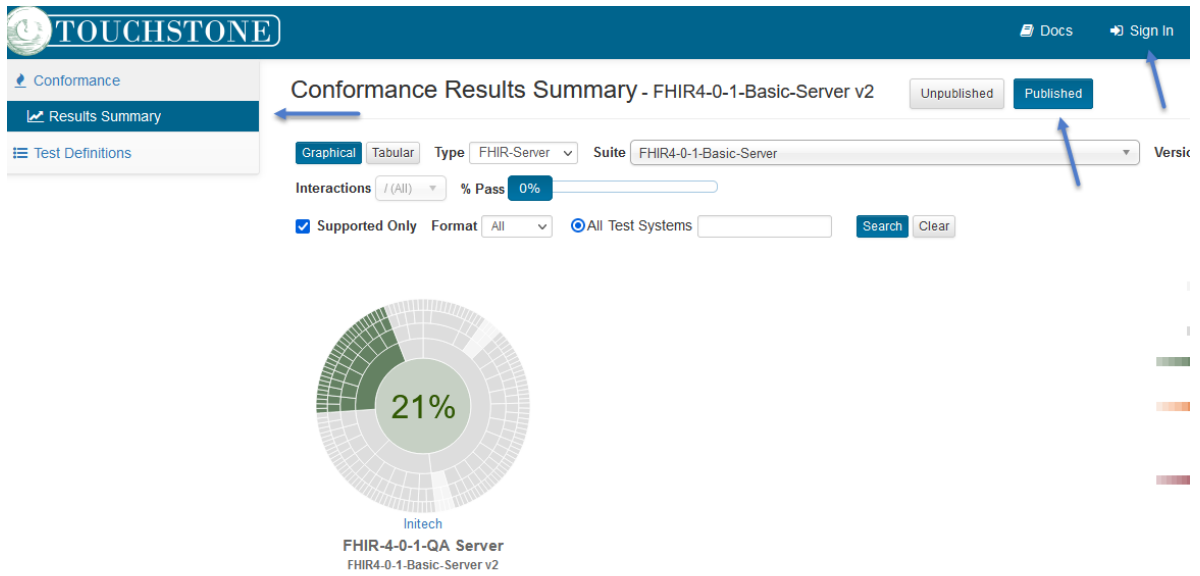 TOUCHSTONE
Docs
Sign In
Conformance
Results Summary
Test Definitions
Conformance Results Summary - FHIR4-0-1-Basic-Server v2
Unpublished
Published
Graphical Tabular Type FHIR-Server Suite FHIR4-0-1-Basic-Server
Interactions / (All) % Pass 0%
Supported Only Format All All Test Systems Search Clear
21%
Initech
FHIR-4-0-1-QA Server
FHIR4-0-1-Basic-Server v2